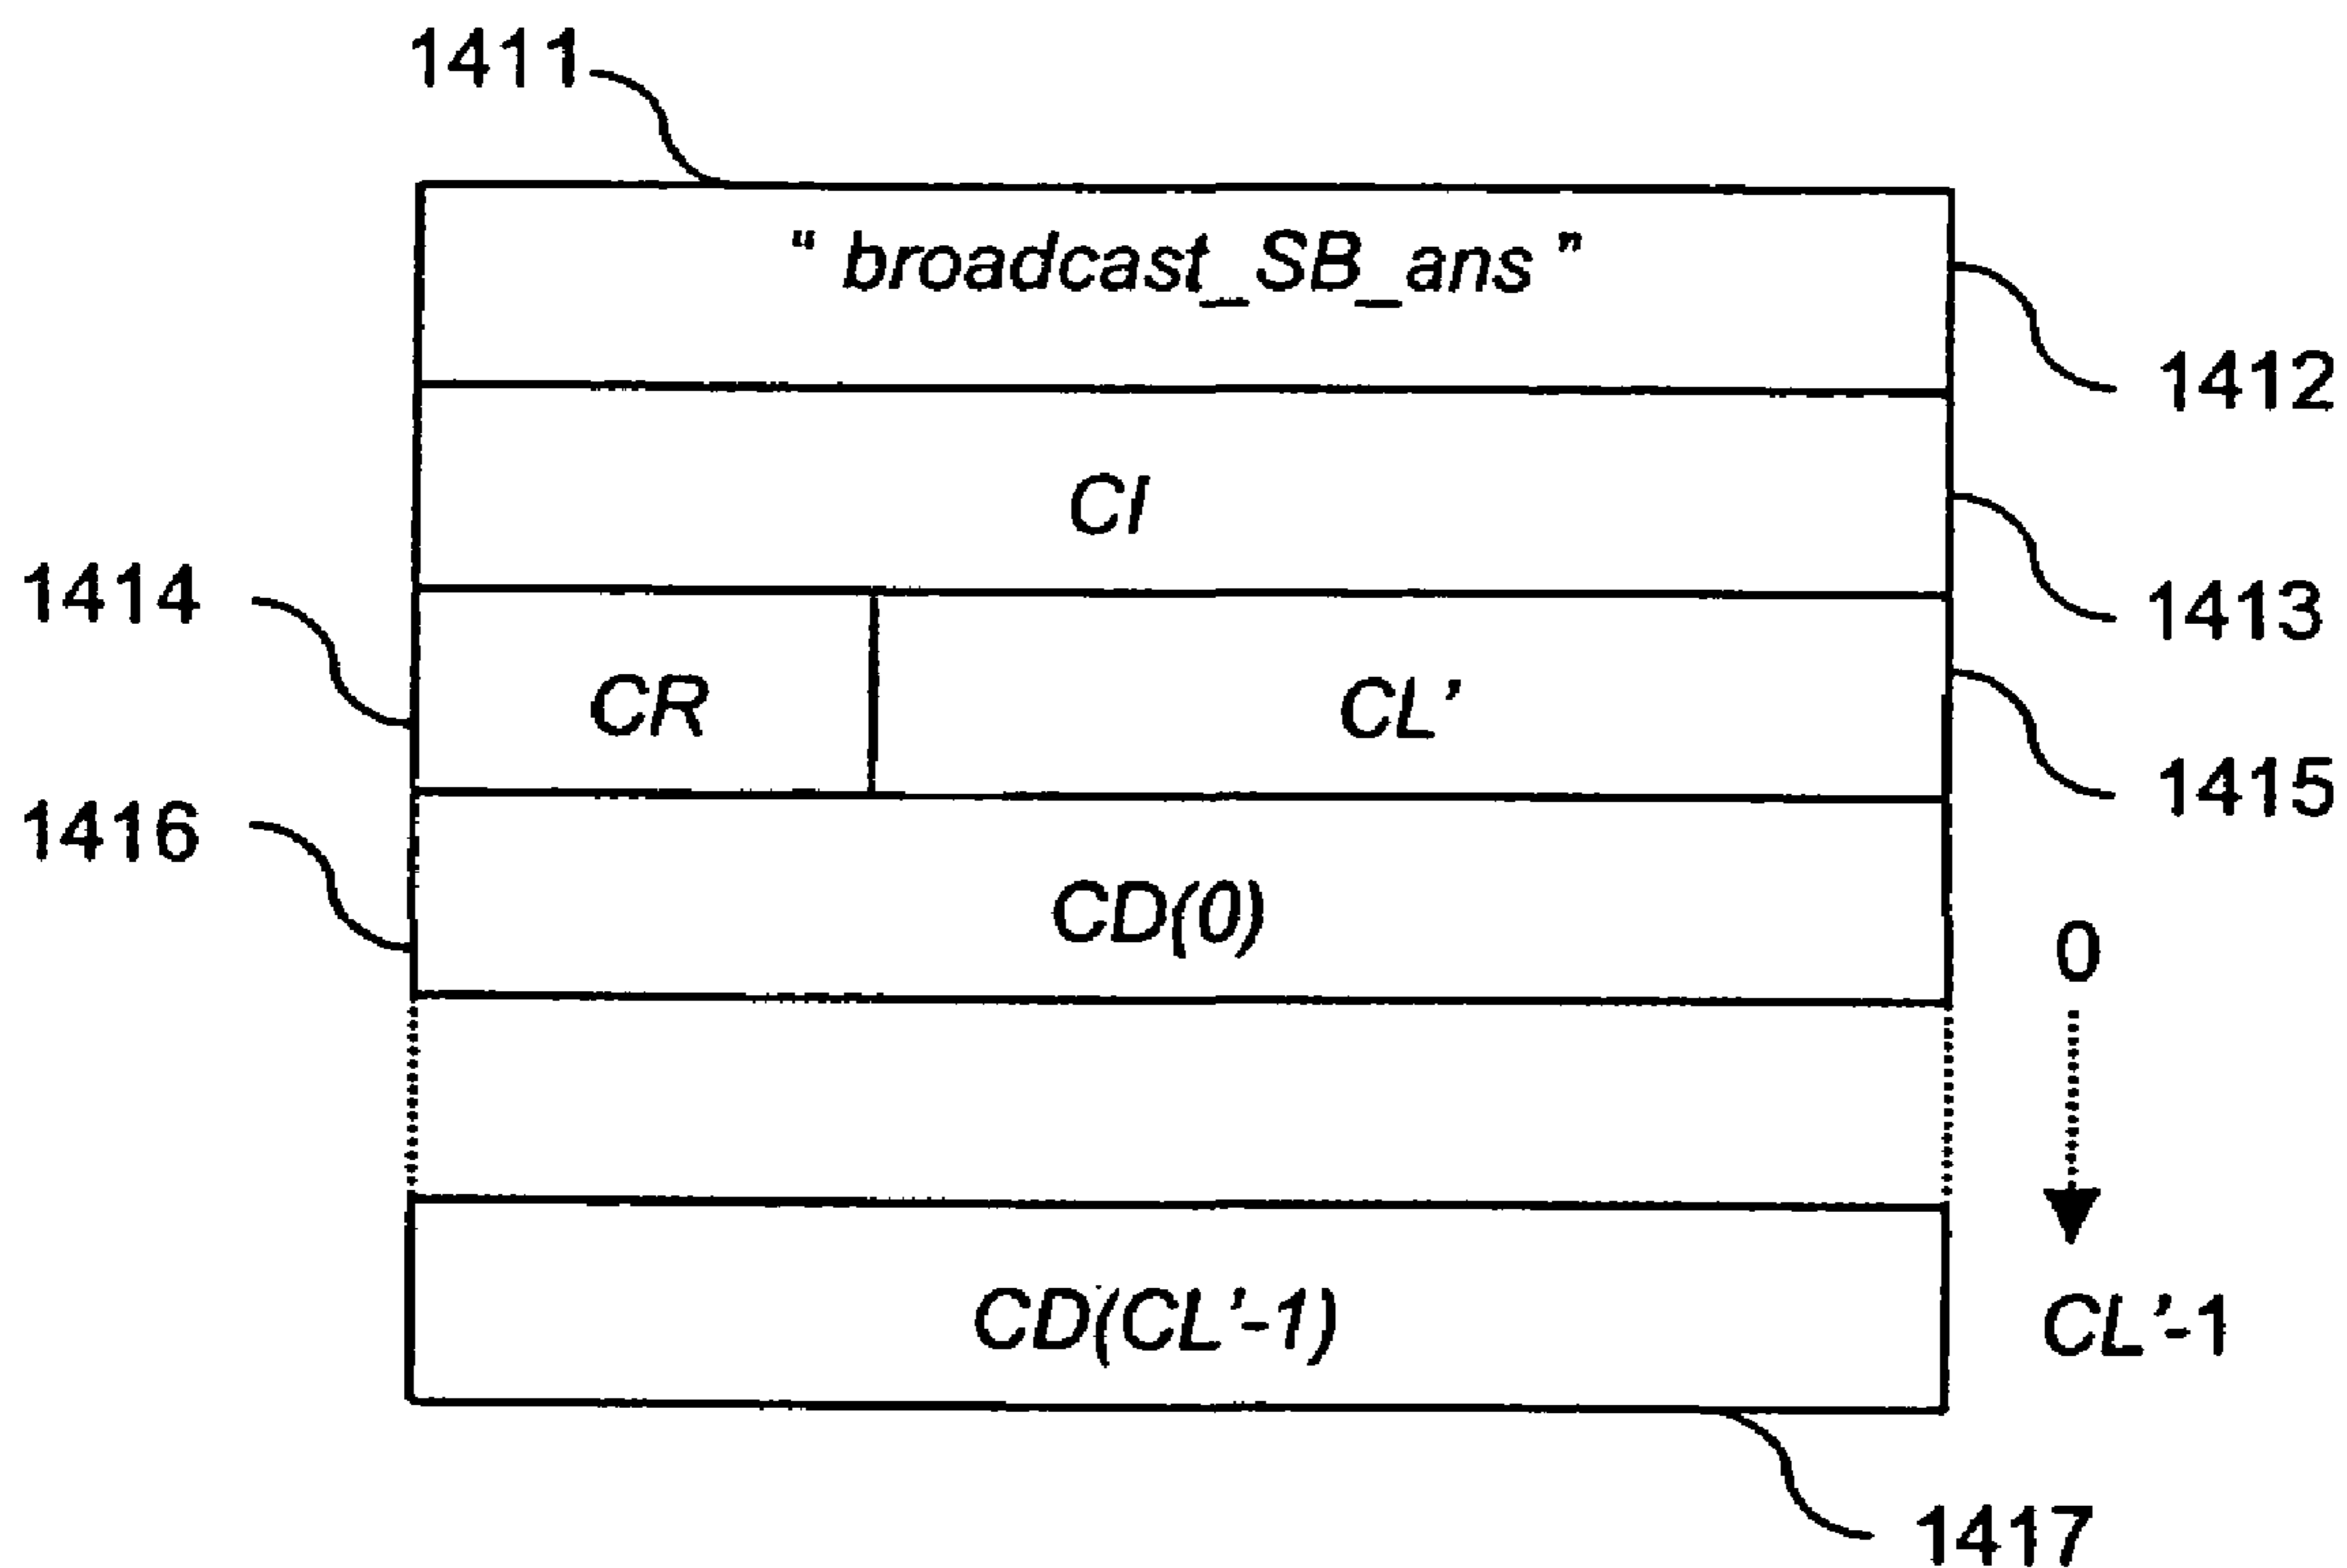 1411
“ broadcast_SB_ans ”
1412
CI
1413
1414
CR
CL’
1415
1416
CD(0)
0
CD(CL’-1)
CL’-1
1417